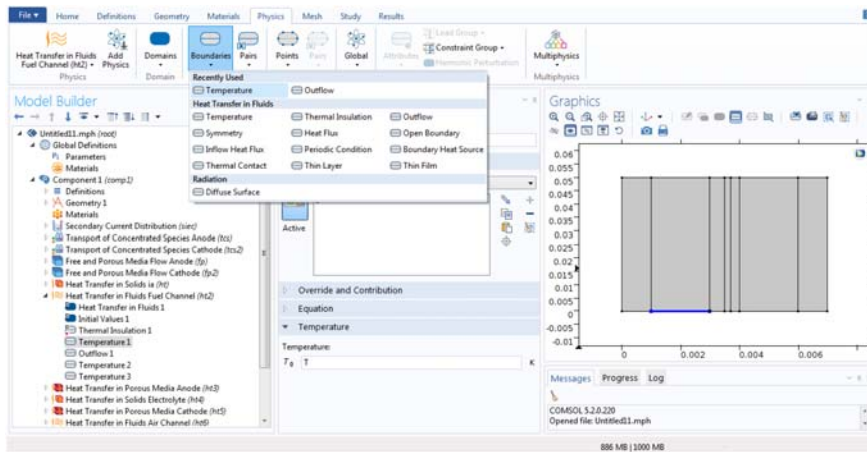 File Home Definitions Geometry Materials Physics Mesh Study Results
Heat Transfer in Fluids Fuel Channel (ht2)
Add Physics
Domains
Boundaries
Pairs
Points
Pairs
Global
Attributes
Load Group
Constraint Group
Harmonic Perturbation
Multiphysics
Physics Domain Multiphysics
Recently Used
Temperature Outflow
Heat Transfer in Fluids
Temperature Thermal Insulation Outflow
Symmetry Heat Flux Open Boundary
Inflow Heat Flux Periodic Condition Boundary Heat Source
Thermal Contact Thin Layer Thin Film
Radiation
Diffuse Surface
Model Builder
Untitled11.mph (root)
Global Definitions
Parameters
Materials
Component 1 (comp1)
Definitions
Geometry 1
Materials
Secondary Current Distribution (siec)
Transport of Concentrated Species Anode (tcs)
Transport of Concentrated Species Cathode (tcs2)
Free and Porous Media Flow Anode (fp)
Free and Porous Media Flow Cathode (fp2)
Heat Transfer in Solids ia (ht)
Heat Transfer in Fluids Fuel Channel (ht2)
Heat Transfer in Fluids 1
Initial Values 1
Thermal Insulation 1
Temperature 1
Outflow 1
Temperature 2
Temperature 3
Heat Transfer in Porous Media Anode (ht3)
Heat Transfer in Solids Electrolyte (ht4)
Heat Transfer in Porous Media Cathode (ht5)
Heat Transfer in Fluids Air Channel (ht6)
Active
Override and Contribution
Equation
Temperature
Temperature:
T0 T K
Graphics
0.06
0.055
0.05
0.045
0.04
0.035
0.03
0.025
0.02
0.015
0.01
0.005
0
-0.005
-0.01
0 0.002 0.004 0.006
Messages Progress Log
COMSOL 5.2.0.220
Opened file: Untitled11.mph
886 MB | 1000 MB